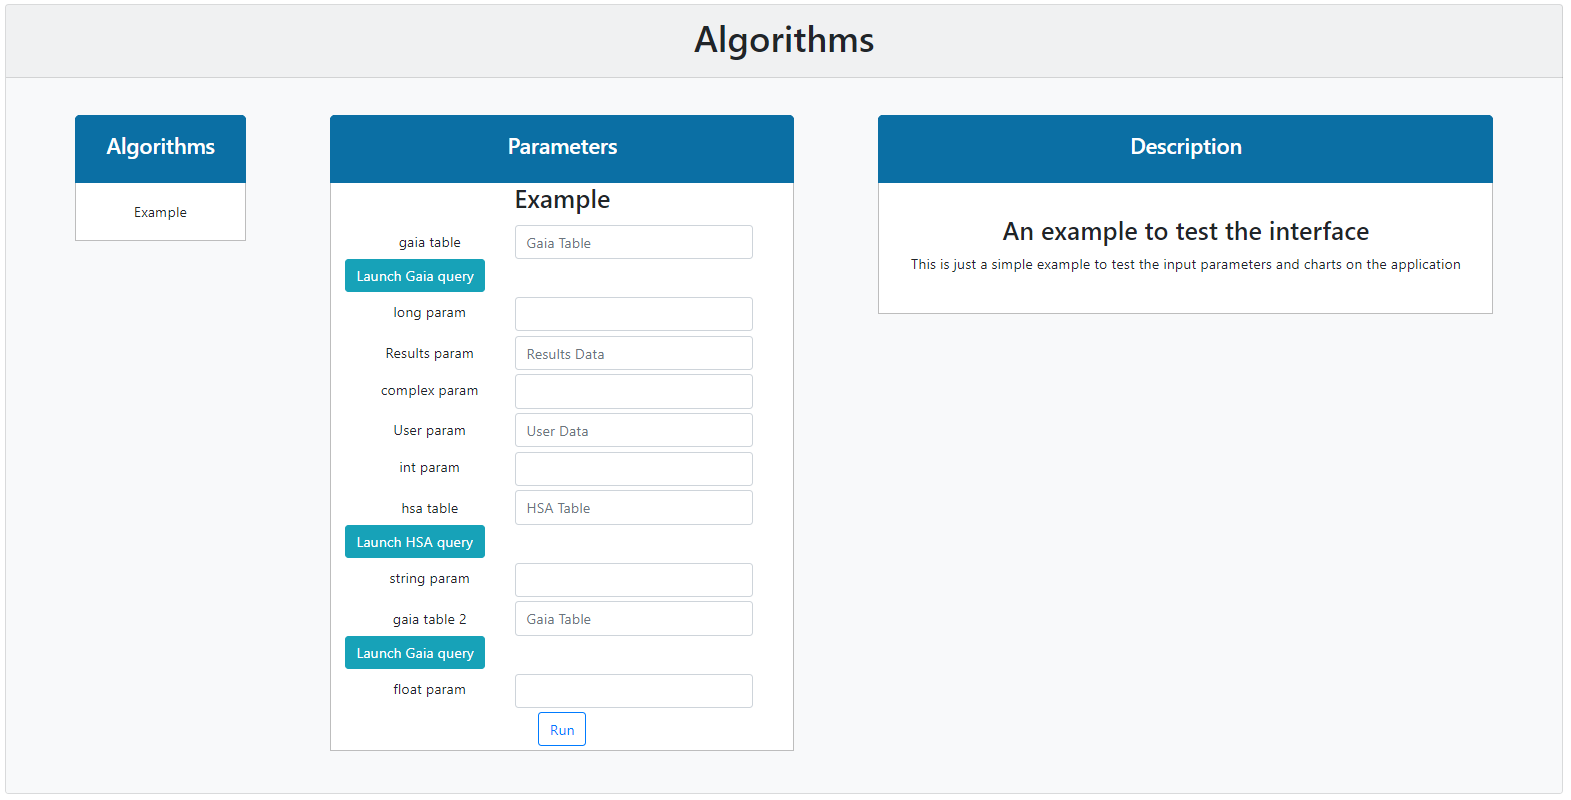 Algorithms
Algorithms
Example
Parameters
Example
gaia table
Gaia Table
Launch Gaia query
long param
Results param
Results Data
complex param
User param
User Data
int param
hsa table
HSA Table
Launch HSA query
string param
gaia table 2
Gaia Table
Launch Gaia query
float param
Run
Description
An example to test the interface
This is just a simple example to test the input parameters and charts on the application